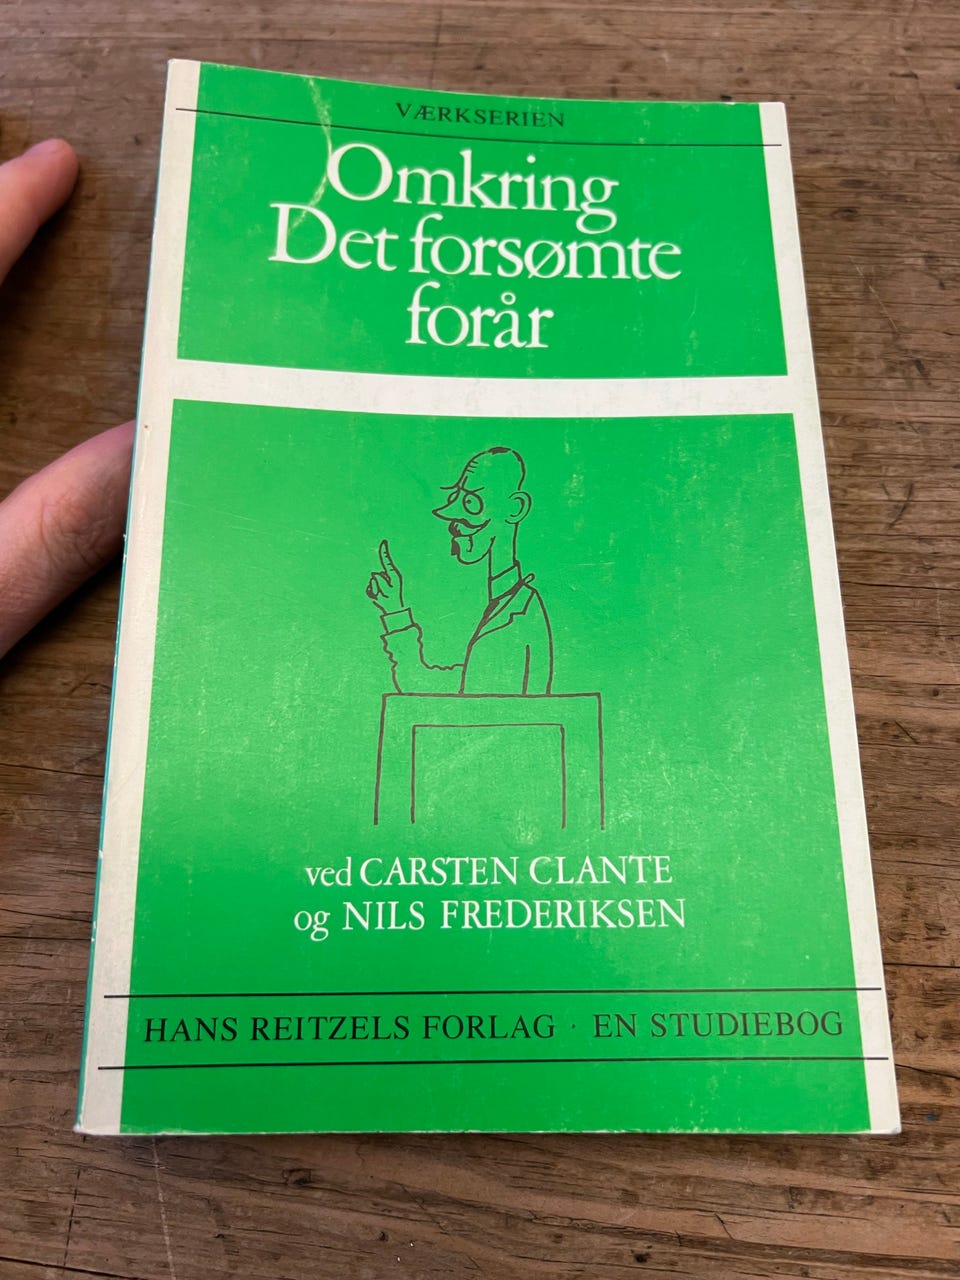 VÆRKSERIEN
Omkring
Det forsømte
forår
ved CARSTEN CLANTE
og NILS FREDERIKSEN
HANS REITZELS FORLAG · EN STUDIEBOG